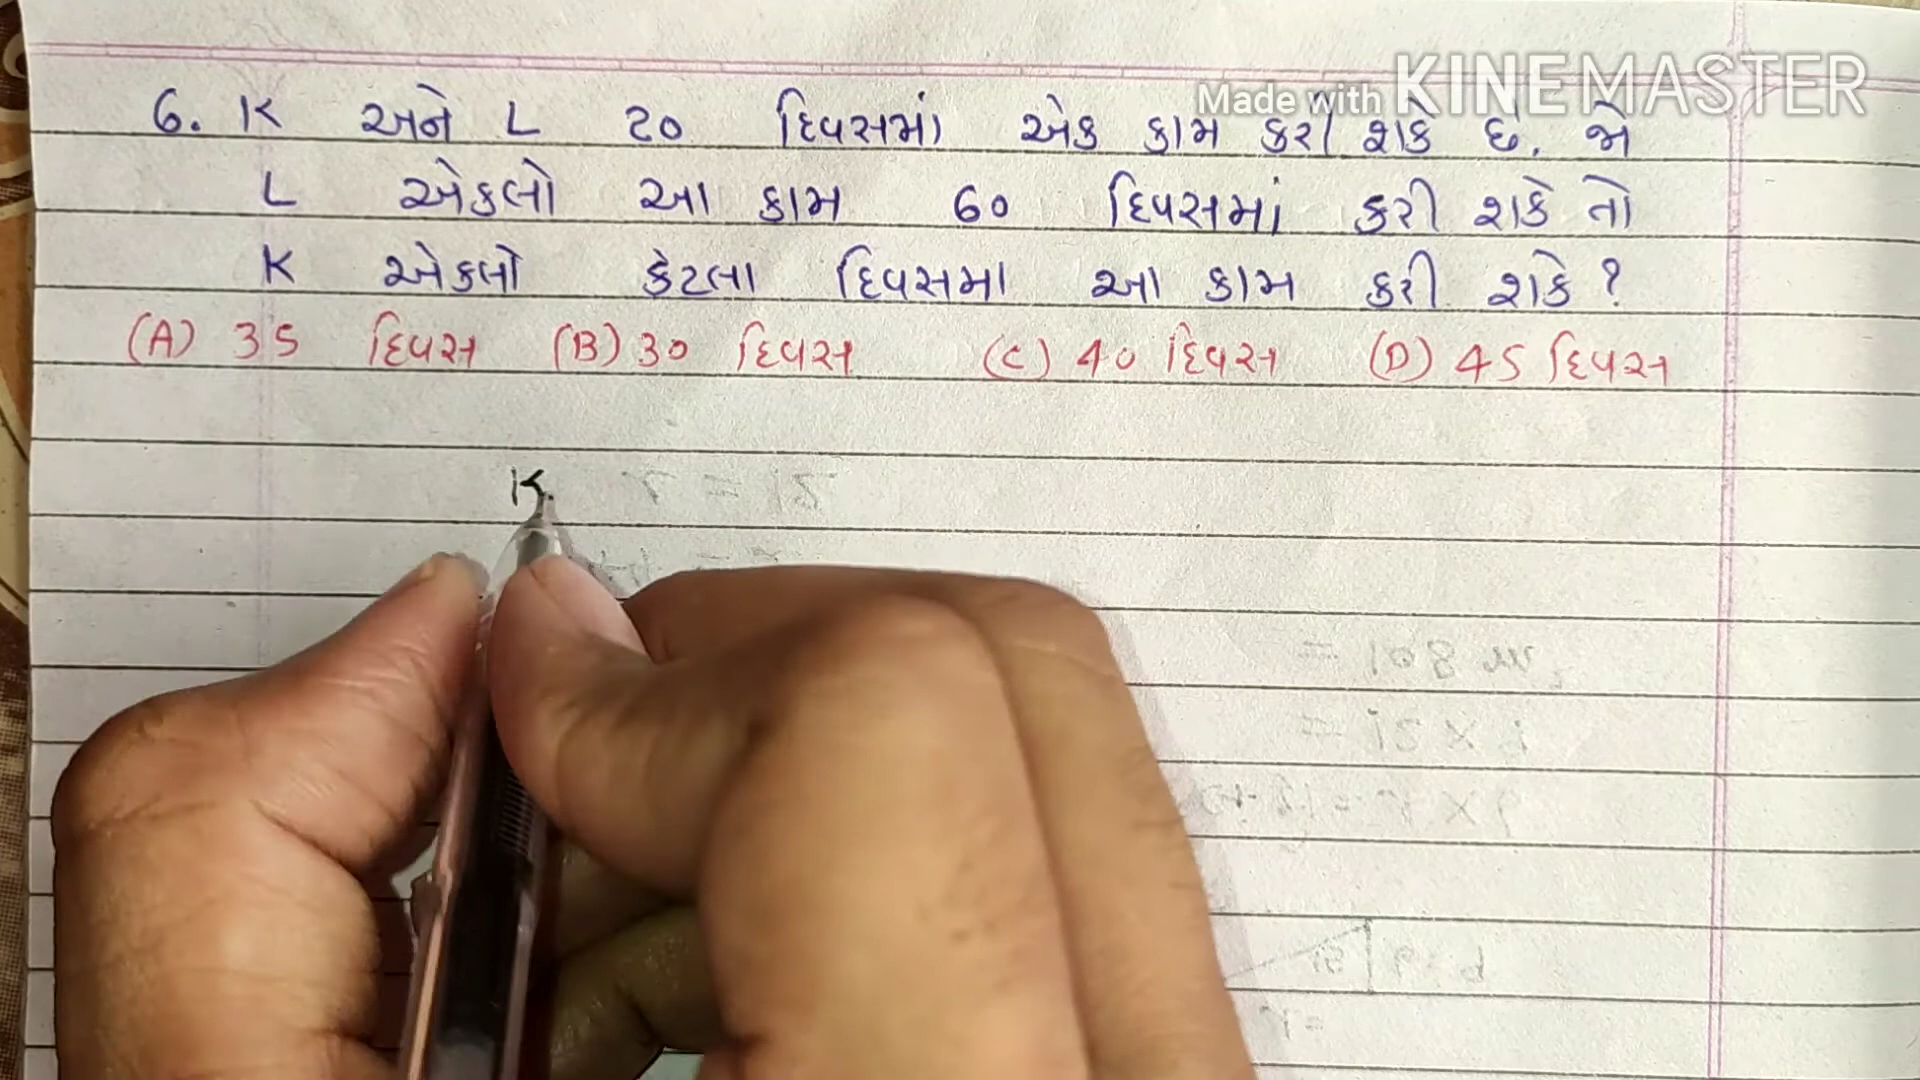 Made with KINEMASTER
6. K અને L 20 દિવસમાં એક કામ કરી શકે છે. જો
L એકલો આ કામ 60 દિવસમાં કરી શકે તો
K એકલો કેટલા દિવસમા આ કામ કરી શકે ?
(A) 35 દિવસ (B) 30 દિવસ (C) 40 દિવસ (D) 45 દિવસ
K